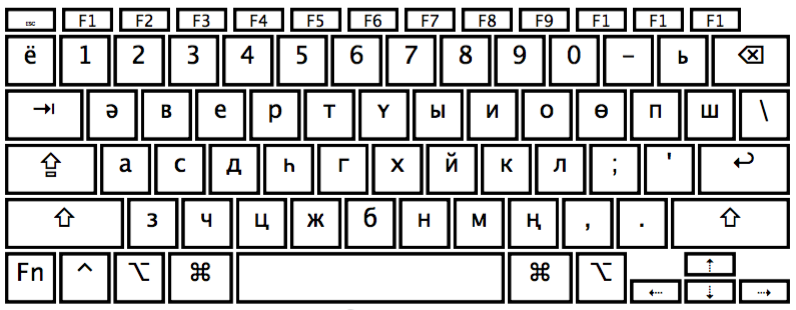 esc F1 F2 F3 F4 F5 F6 F7 F8 F9 F1 F1 F1
ё 1 2 3 4 5 6 7 8 9 0 - ь ⌫
⇥ ә в е р т ү ы и о ө п ш \
⇪ а с д һ г х й к л ; ' ↩
⇧ з ч ц ж б н м ң , . ⇧
Fn ^ ⌥ ⌘ ⌘ ⌥ ⇠ ⇡ ⇣ ⇢